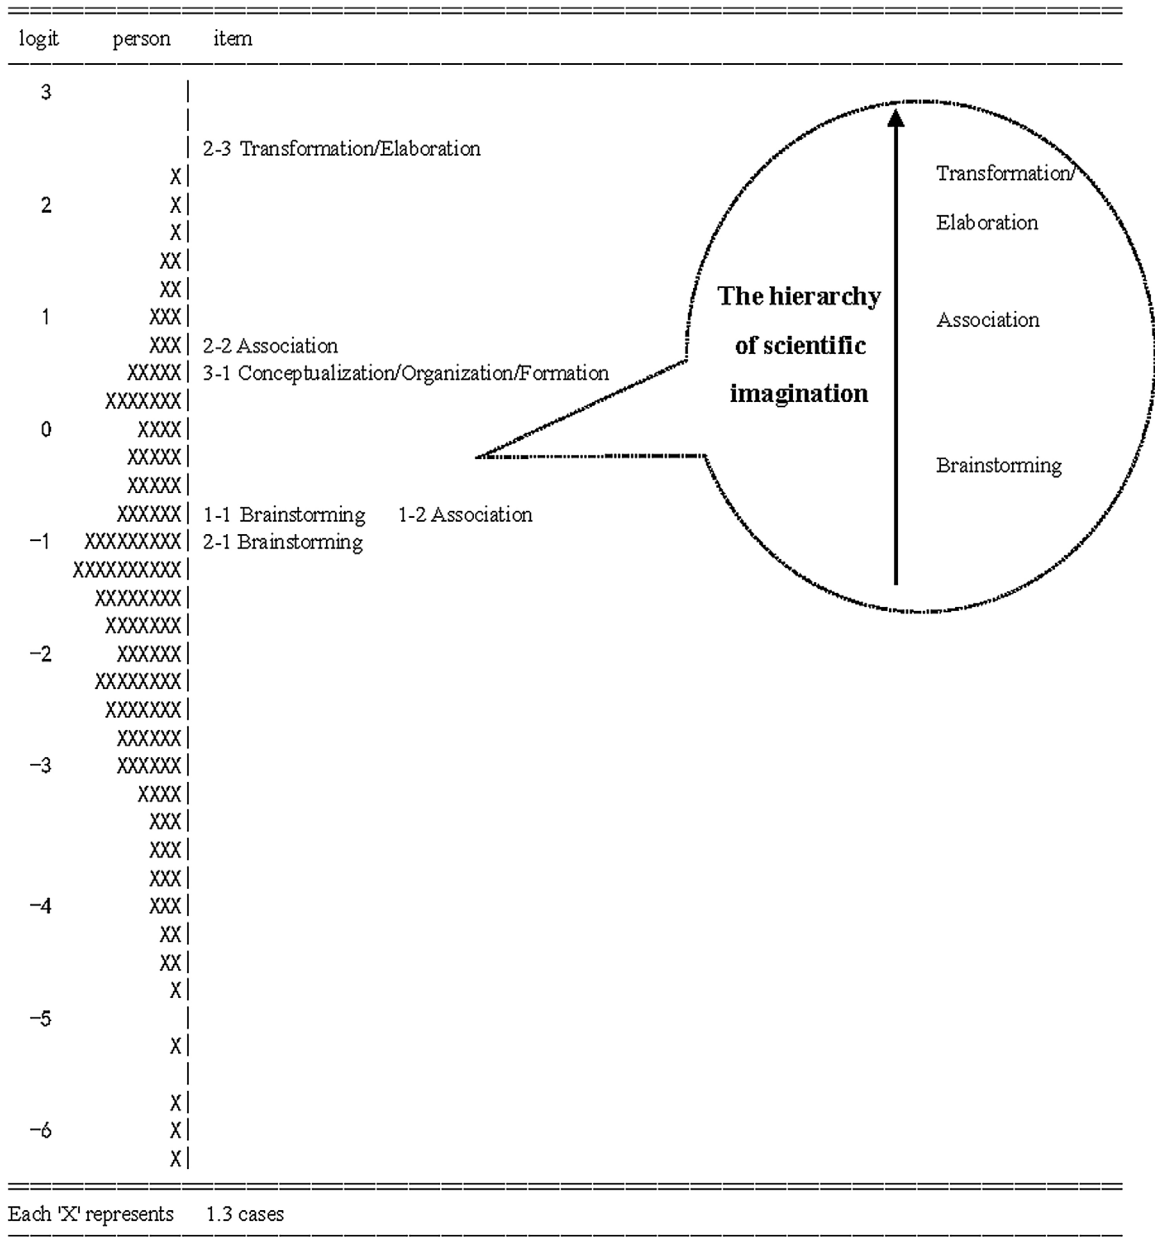 logit person item
3 |
|
| 2-3 Transformation/Elaboration
X|
2 X|
X|
XX|
XX|
1 XXX|
XXX| 2-2 Association
XXXXX| 3-1 Conceptualization/Organization/Formation
XXXXXXX|
0 XXXX|
XXXXX|
XXXXX|
XXXXXX| 1-1 Brainstorming 1-2 Association
−1 XXXXXXXXX| 2-1 Brainstorming
XXXXXXXXXX|
XXXXXXXX|
XXXXXXX|
−2 XXXXXX|
XXXXXXXX|
XXXXXXX|
XXXXXX|
−3 XXXXXX|
XXXX|
XXX|
XXX|
XXX|
−4 XXX|
XX|
XX|
X|
−5 |
X|
|
X|
−6 X|
X|
The hierarchy
of scientific
imagination
Transformation/
Elaboration
Association
Brainstorming
Each 'X' represents 1.3 cases